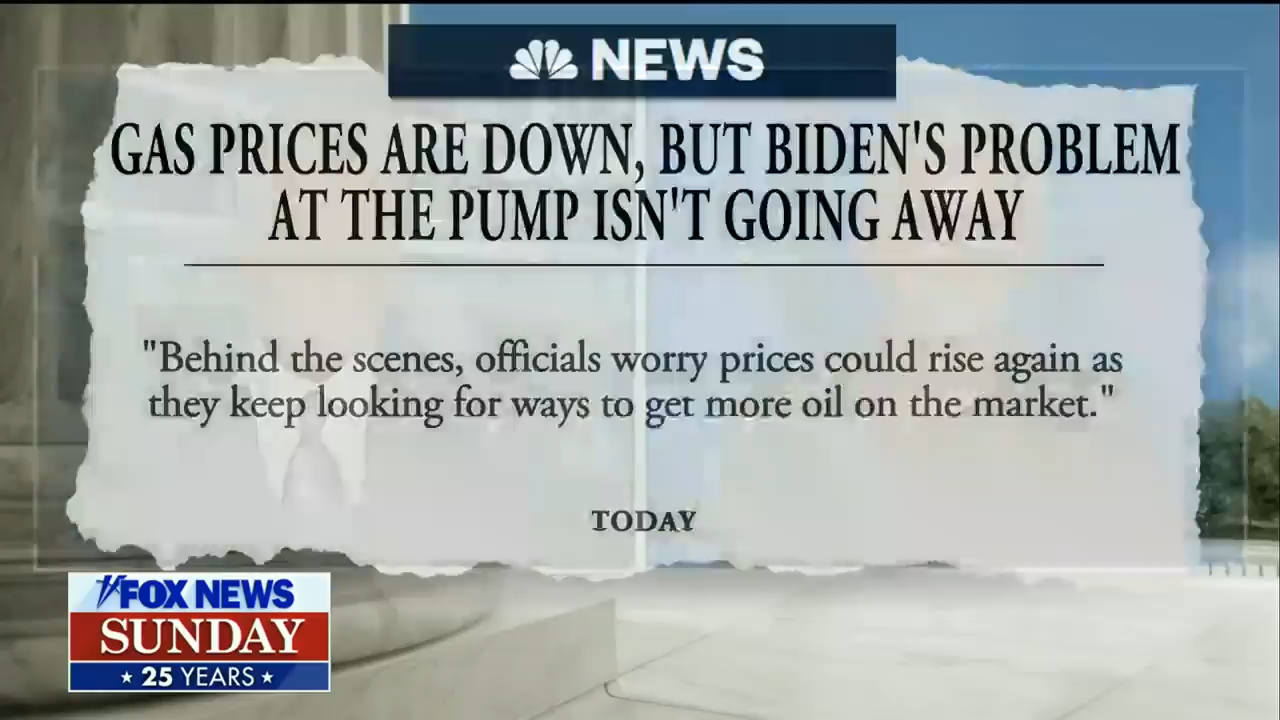 NEWS
GAS PRICES ARE DOWN, BUT BIDEN'S PROBLEM
AT THE PUMP ISN'T GOING AWAY
"Behind the scenes, officials worry prices could rise again as
they keep looking for ways to get more oil on the market."
TODAY
FOX NEWS
SUNDAY
★ 25 YEARS ★